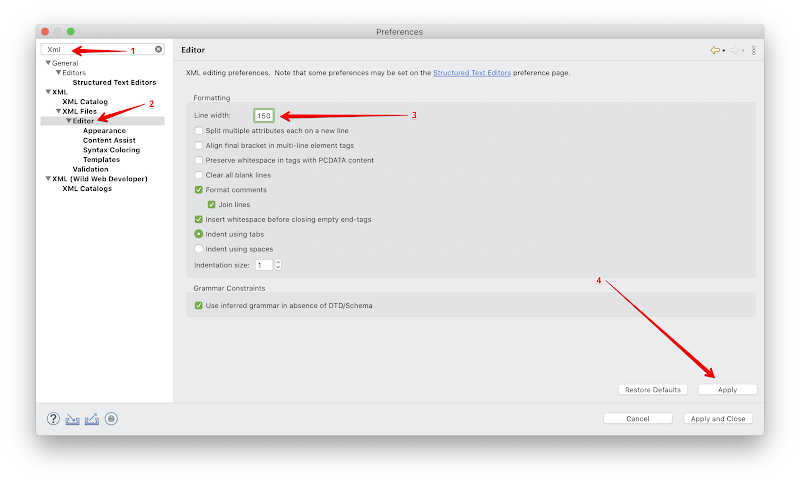 Preferences
Xml
1
General
Editors
Structured Text Editors
XML
XML Catalog
2
XML Files
Editor
Appearance
Content Assist
Syntax Coloring
Templates
Validation
XML (Wild Web Developer)
XML Catalogs
Editor
XML editing preferences.  Note that some preferences may be set on the Structured Text Editors preference page.
Formatting
Line width: 150
3
Split multiple attributes each on a new line
Align final bracket in multi-line element tags
Preserve whitespace in tags with PCDATA content
Clear all blank lines
Format comments
Join lines
Insert whitespace before closing empty end-tags
Indent using tabs
Indent using spaces
Indentation size: 1
4
Grammar Constraints
Use inferred grammar in absence of DTD/Schema
Restore Defaults Apply
? Cancel Apply and Close